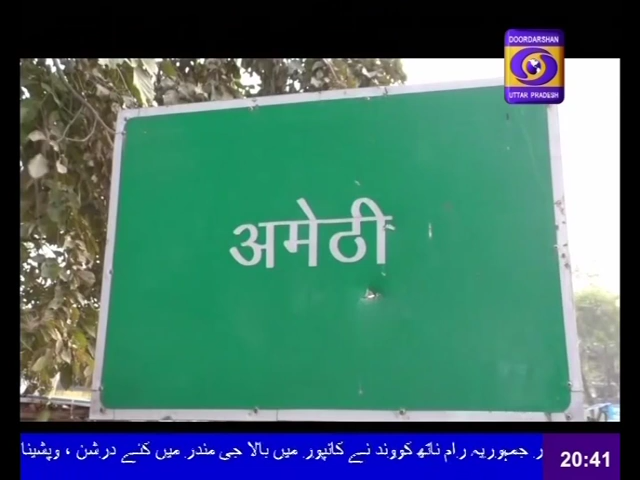 DOORDARSHAN
UTTAR PRADESH
अमेठी
ر جمہوریہ رام ناتھ کووند نے کانپور میں بالا جی مندر میں کئے درشن ، وپشینا
20:41